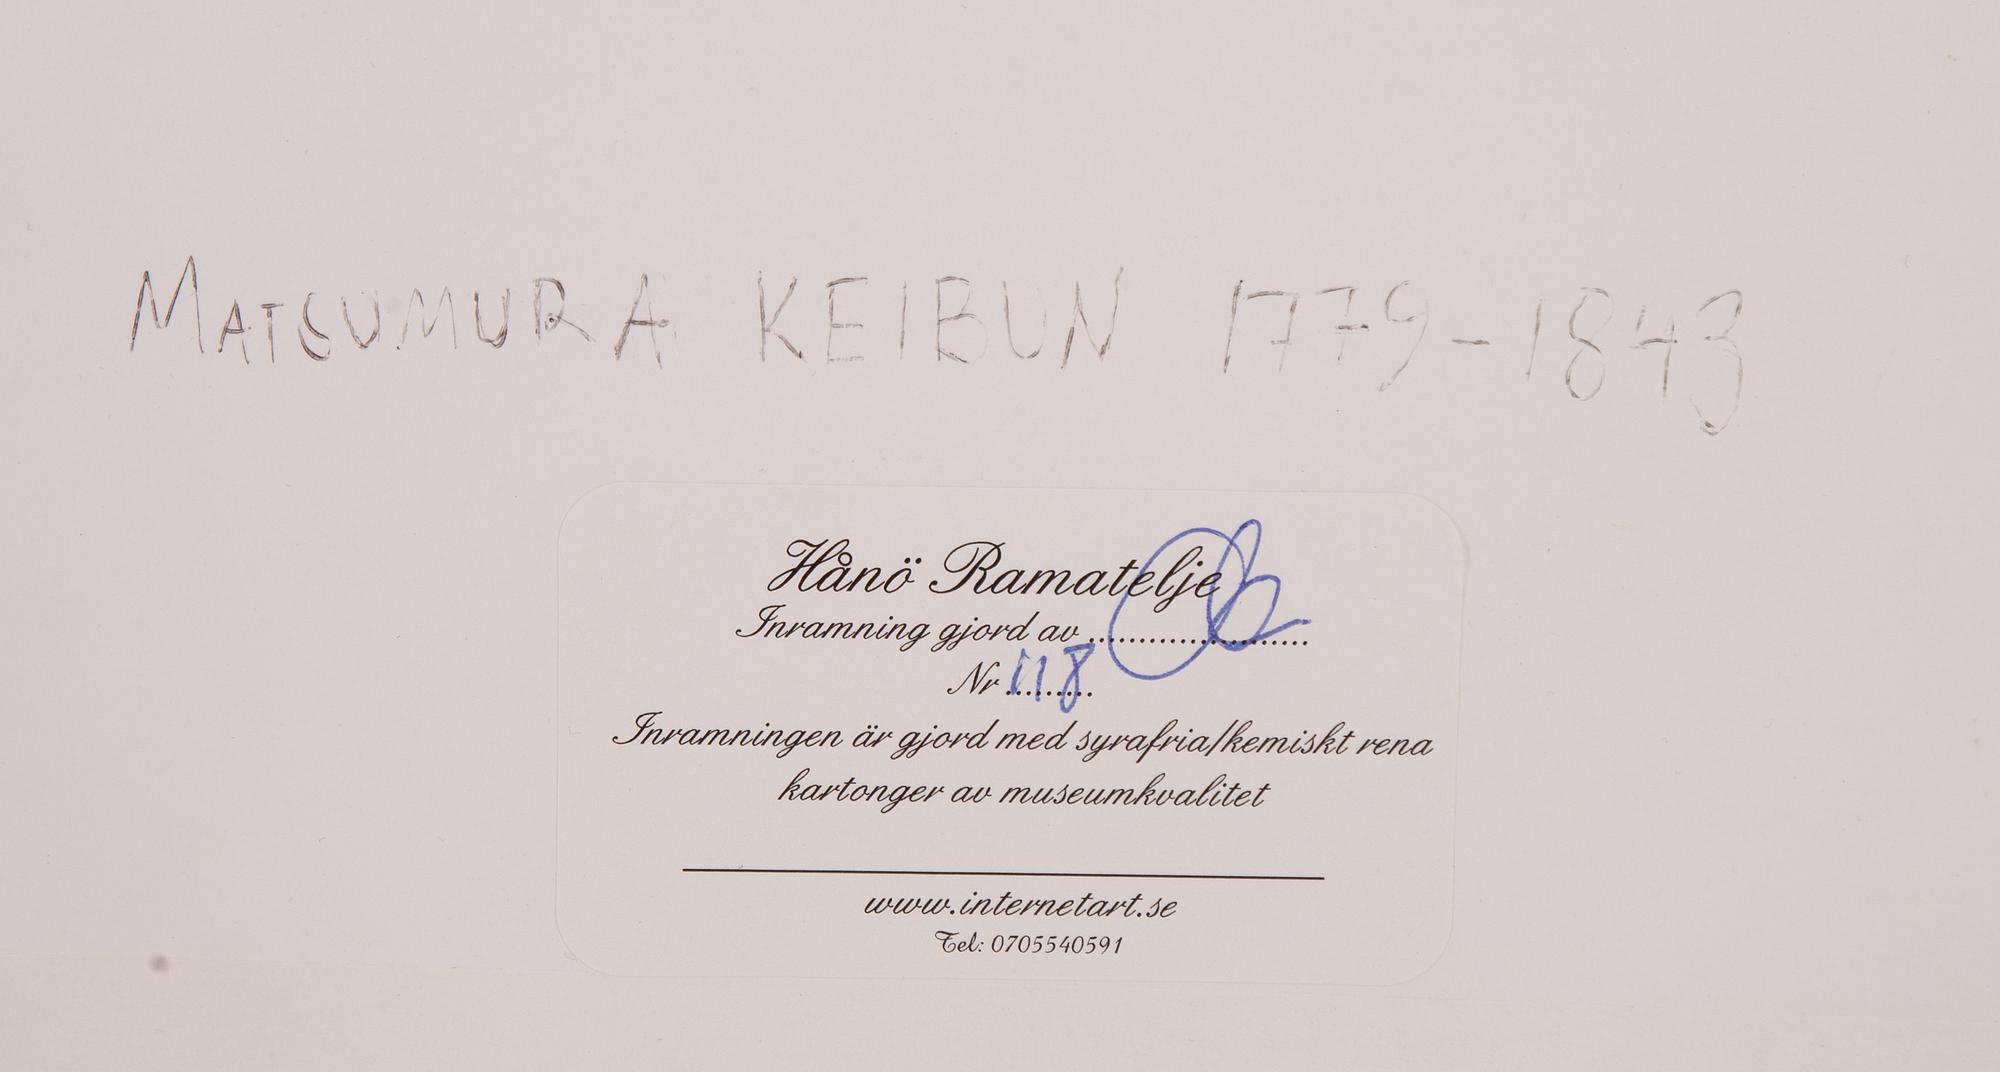 MATSUMURA KEIBUN 1779-1843
Hånö Ramatelje
Inramning gjord av ........................
Nr 118
Inramningen är gjord med syrafria/kemiskt rena
kartonger av museumkvalitet
www.internetart.se
Tel: 0705540591